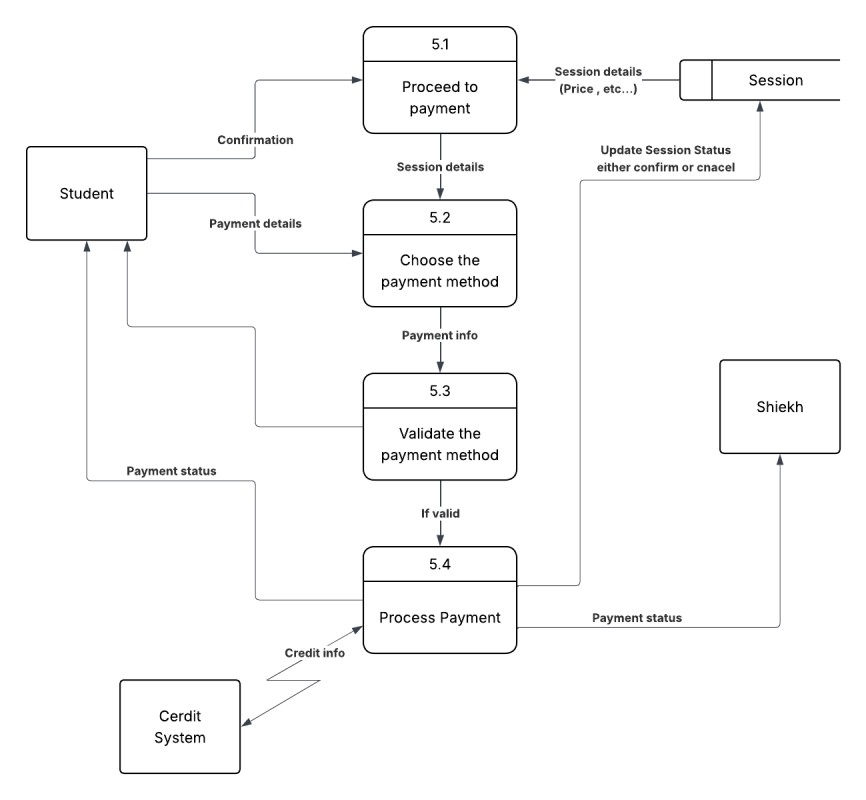 5.1
Proceed to
payment
Session details
(Price , etc...)
Session
Confirmation
Update Session Status
either confirm or cnacel
Session details
Student
5.2
Payment details
Choose the
payment method
Payment info
5.3
Shiekh
Validate the
payment method
Payment status
If valid
5.4
Process Payment
Payment status
Credit info
Cerdit
System